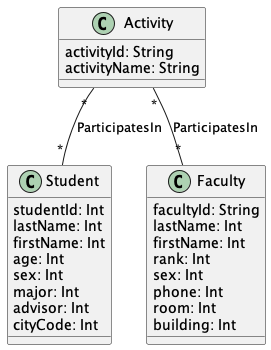 C Activity
activityId: String
activityName: String
*
*
ParticipatesIn
ParticipatesIn
*
*
C Student
studentId: Int
lastName: Int
firstName: Int
age: Int
sex: Int
major: Int
advisor: Int
cityCode: Int
C Faculty
facultyId: String
lastName: Int
firstName: Int
rank: Int
sex: Int
phone: Int
room: Int
building: Int